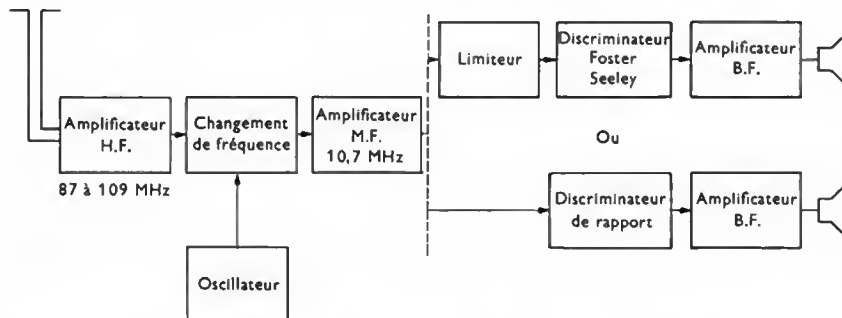 Amplificateur
H.F.
87 à 109 MHz
Changement
de fréquence
Oscillateur
Amplificateur
M.F.
10,7 MHz
Limiteur
Discriminateur
Foster
Seeley
Amplificateur
B.F.
Ou
Discriminateur
de rapport
Amplificateur
B.F.